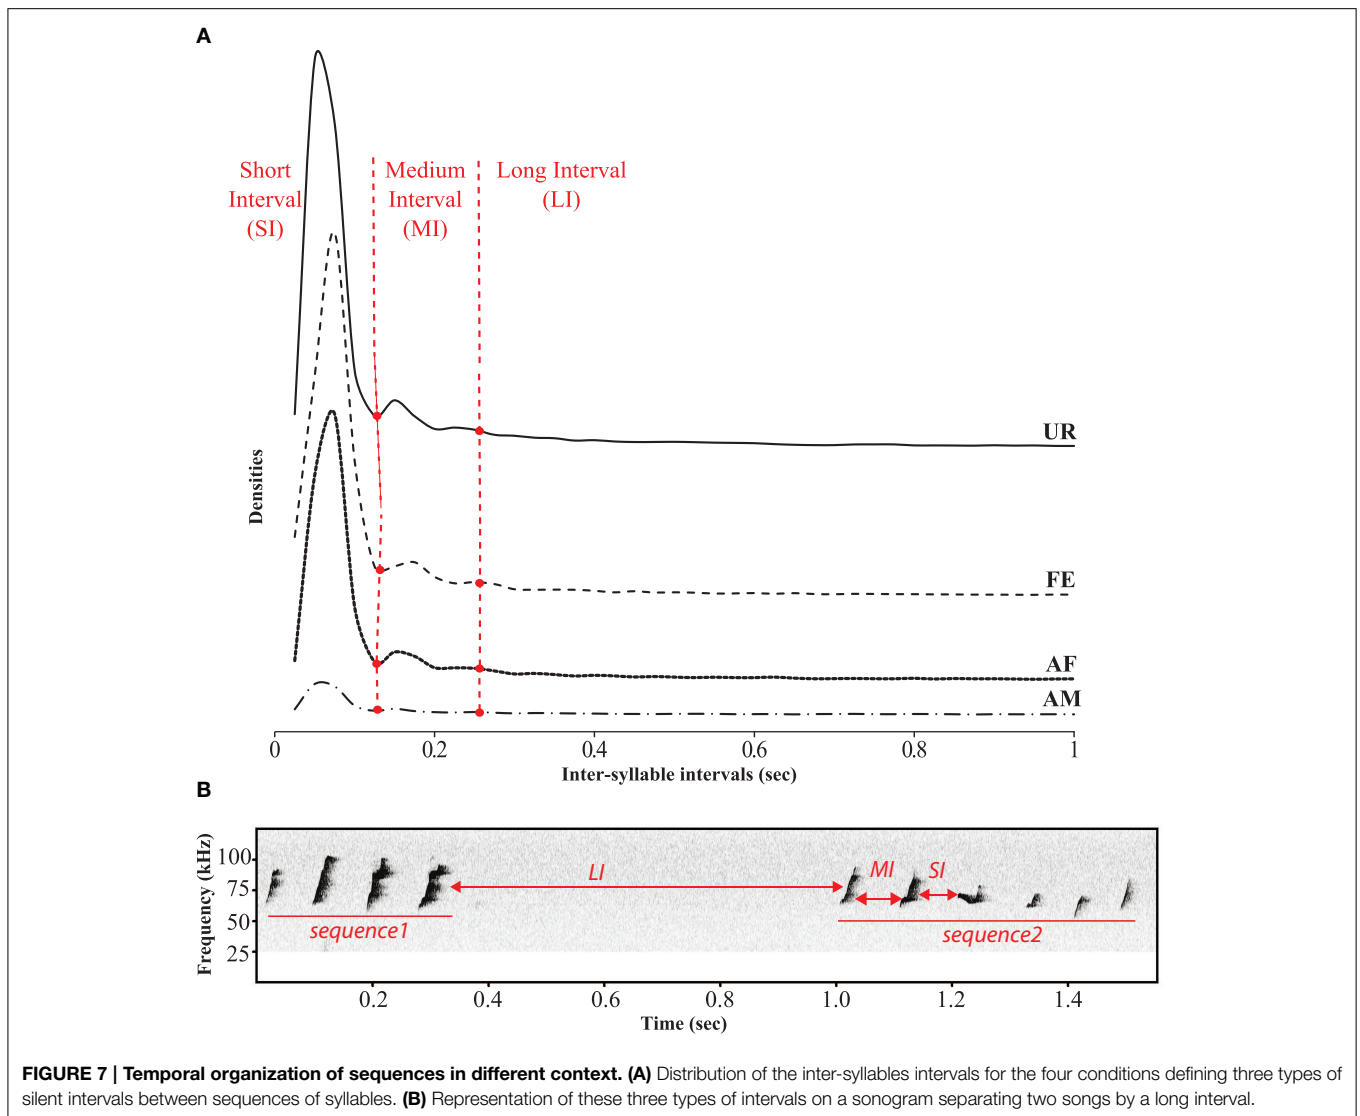 A
Short
Interval
(SI)
Medium
Interval
(MI)
Long Interval
(LI)
UR
FE
AF
AM
Densities
0 0.2 0.4 0.6 0.8 1
Inter-syllable intervals (sec)
B
Frequency (kHz)
100
75
50
25
LI
MI
SI
sequence1
sequence2
0.2 0.4 0.6 0.8 1.0 1.2 1.4
Time (sec)
FIGURE 7 | Temporal organization of sequences in different context. (A) Distribution of the inter-syllables intervals for the four conditions defining three types of
silent intervals between sequences of syllables. (B) Representation of these three types of intervals on a sonogram separating two songs by a long interval.